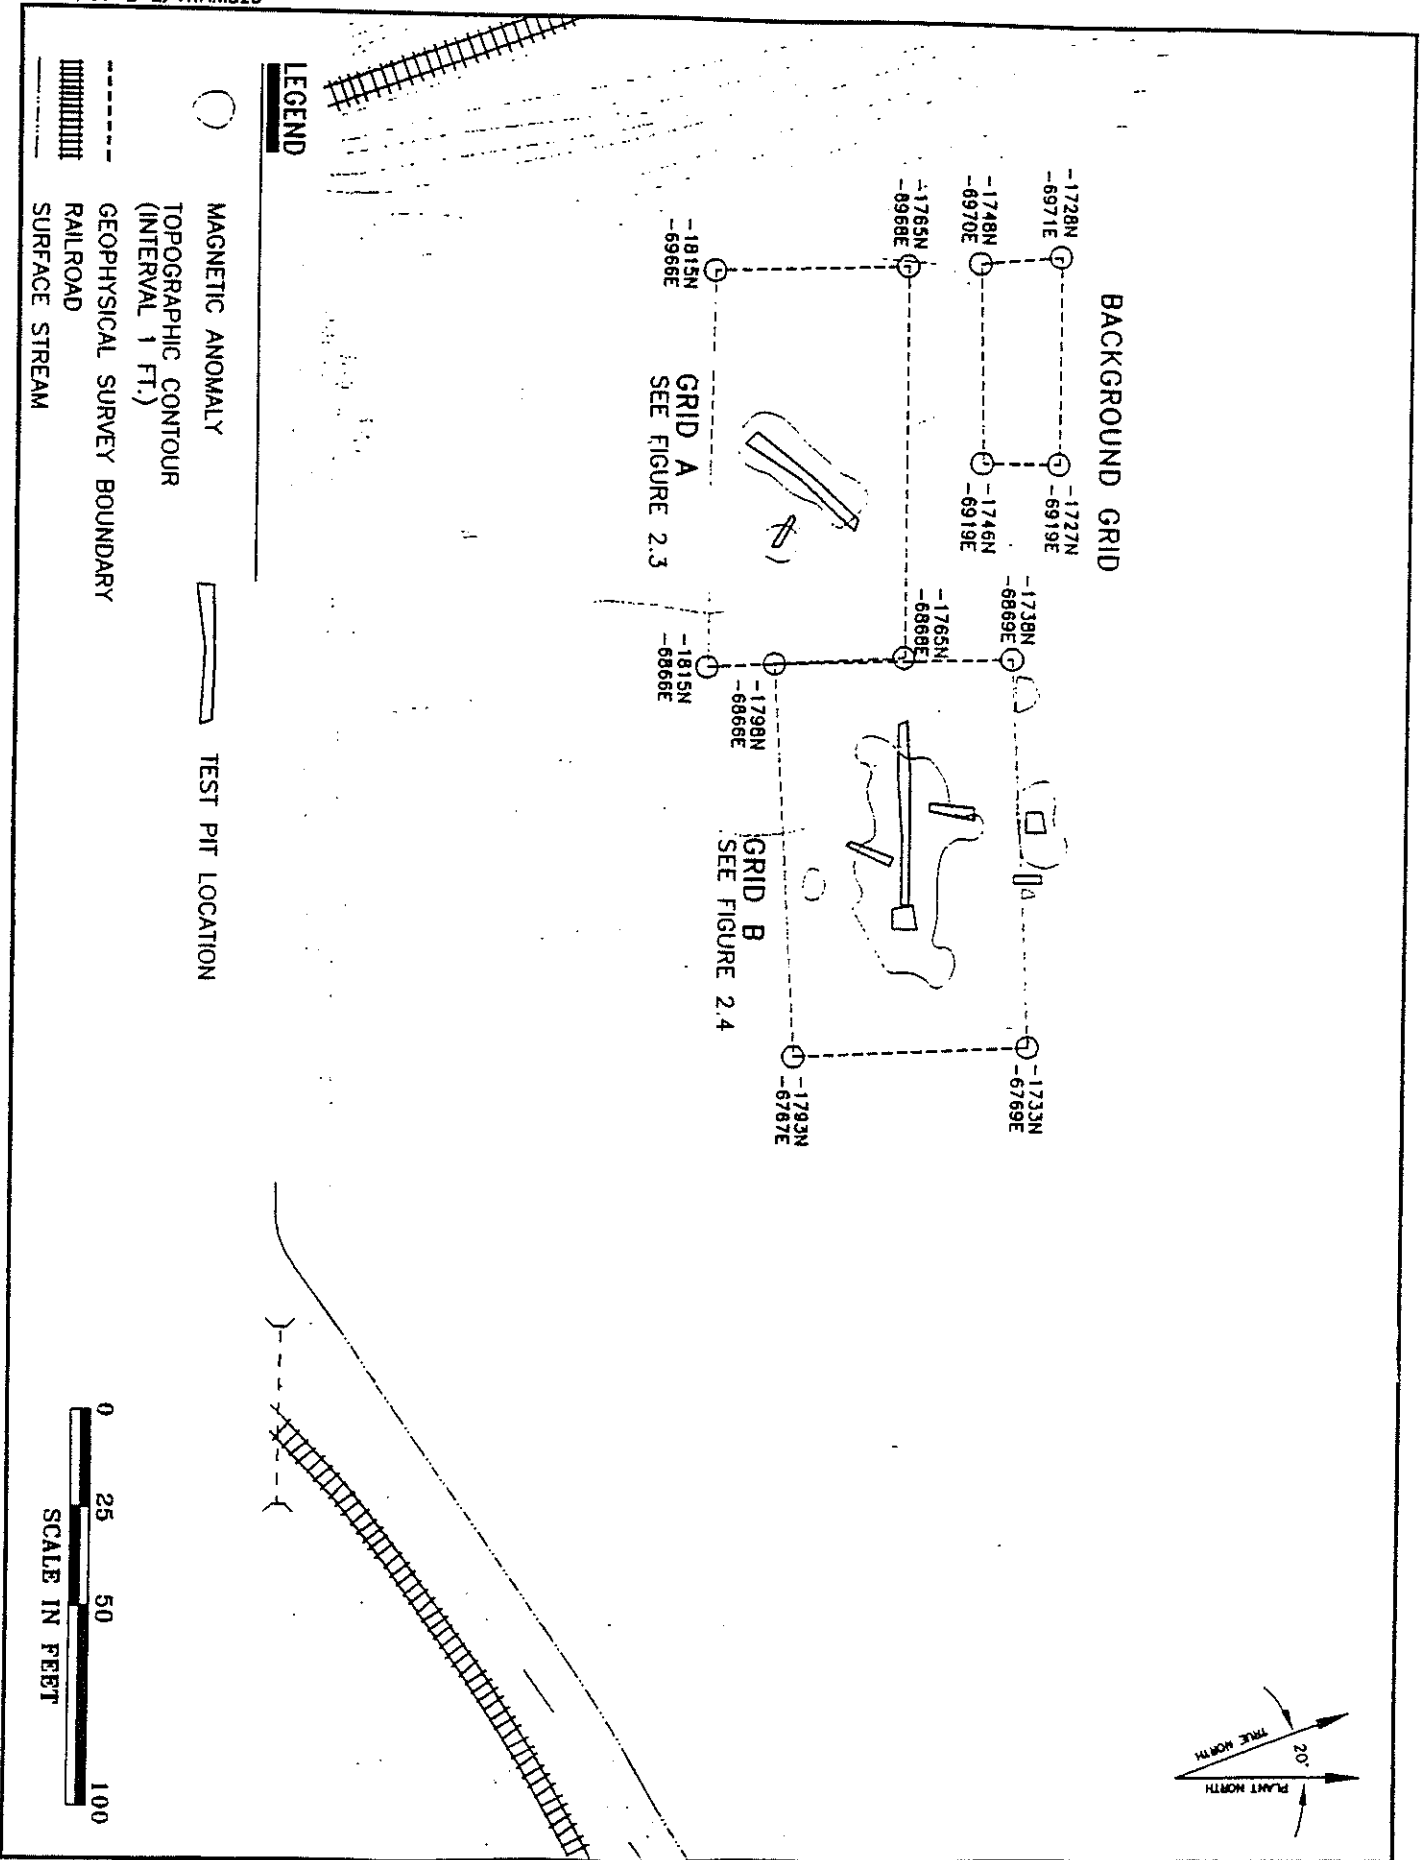 BACKGROUND GRID
-1728N
-6971E
-1727N
-6919E
-1748N
-6970E
-1746N
-6919E
-1738N
-6869E
-1733N
-6769E
-1765N
-6968E
-1765N
-6868E
-1815N
-6966E
-1815N
-6866E
-1798N
-6866E
-1793N
-6767E
GRID A
SEE FIGURE 2.3
GRID B
SEE FIGURE 2.4
TRUE NORTH
20°
PLANT NORTH
LEGEND
MAGNETIC ANOMALY
TOPOGRAPHIC CONTOUR
(INTERVAL 1 FT.)
GEOPHYSICAL SURVEY BOUNDARY
RAILROAD
SURFACE STREAM
TEST PIT LOCATION
0 25 50 100
SCALE IN FEET